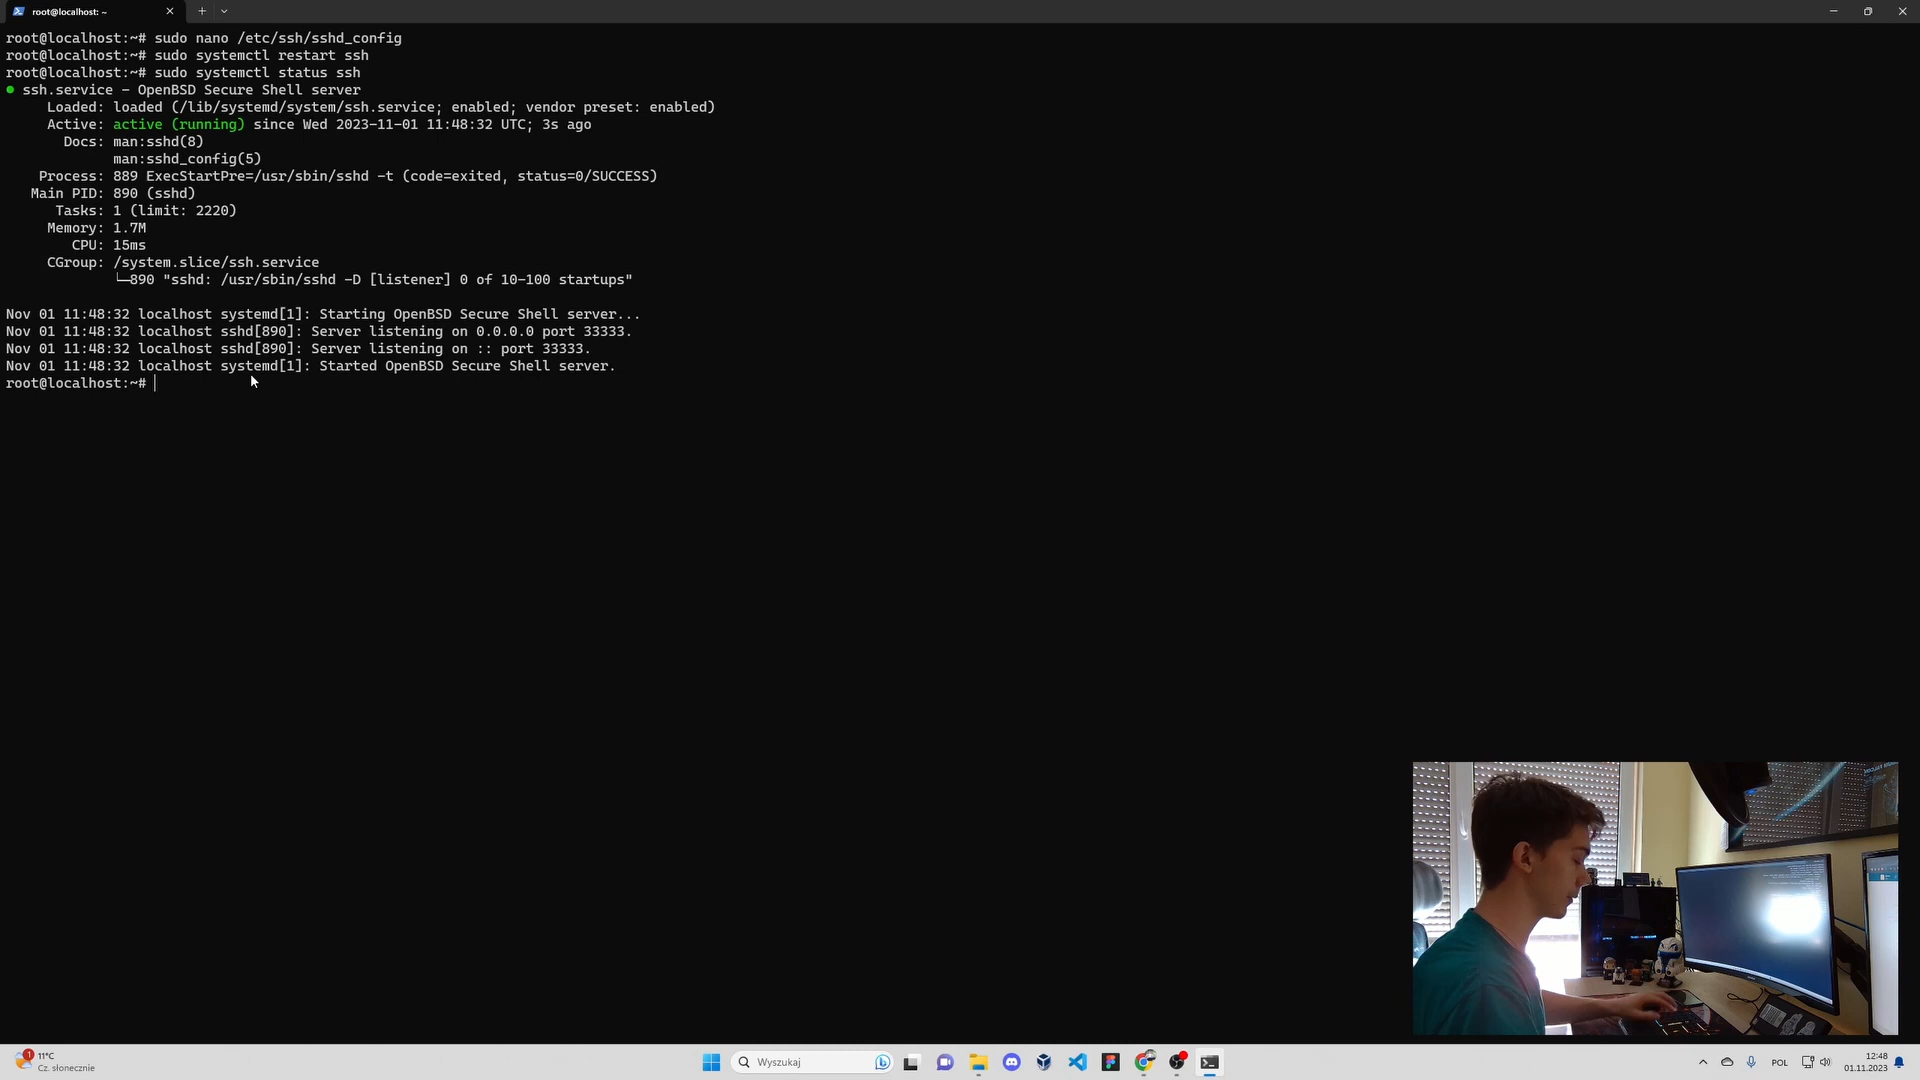 root@localhost: ~
root@localhost:~# sudo nano /etc/ssh/sshd_config
root@localhost:~# sudo systemctl restart ssh
root@localhost:~# sudo systemctl status ssh
● ssh.service - OpenBSD Secure Shell server
Loaded: loaded (/lib/systemd/system/ssh.service; enabled; vendor preset: enabled)
Active: active (running) since Wed 2023-11-01 11:48:32 UTC; 3s ago
Docs: man:sshd(8)
man:sshd_config(5)
Process: 889 ExecStartPre=/usr/sbin/sshd -t (code=exited, status=0/SUCCESS)
Main PID: 890 (sshd)
Tasks: 1 (limit: 2220)
Memory: 1.7M
CPU: 15ms
CGroup: /system.slice/ssh.service
└─890 "sshd: /usr/sbin/sshd -D [listener] 0 of 10-100 startups"
Nov 01 11:48:32 localhost systemd[1]: Starting OpenBSD Secure Shell server...
Nov 01 11:48:32 localhost sshd[890]: Server listening on 0.0.0.0 port 33333.
Nov 01 11:48:32 localhost sshd[890]: Server listening on :: port 33333.
Nov 01 11:48:32 localhost systemd[1]: Started OpenBSD Secure Shell server.
root@localhost:~#
1
11°C
Cz. słonecznie
Wyszukaj
POL
12:48
01.11.2023